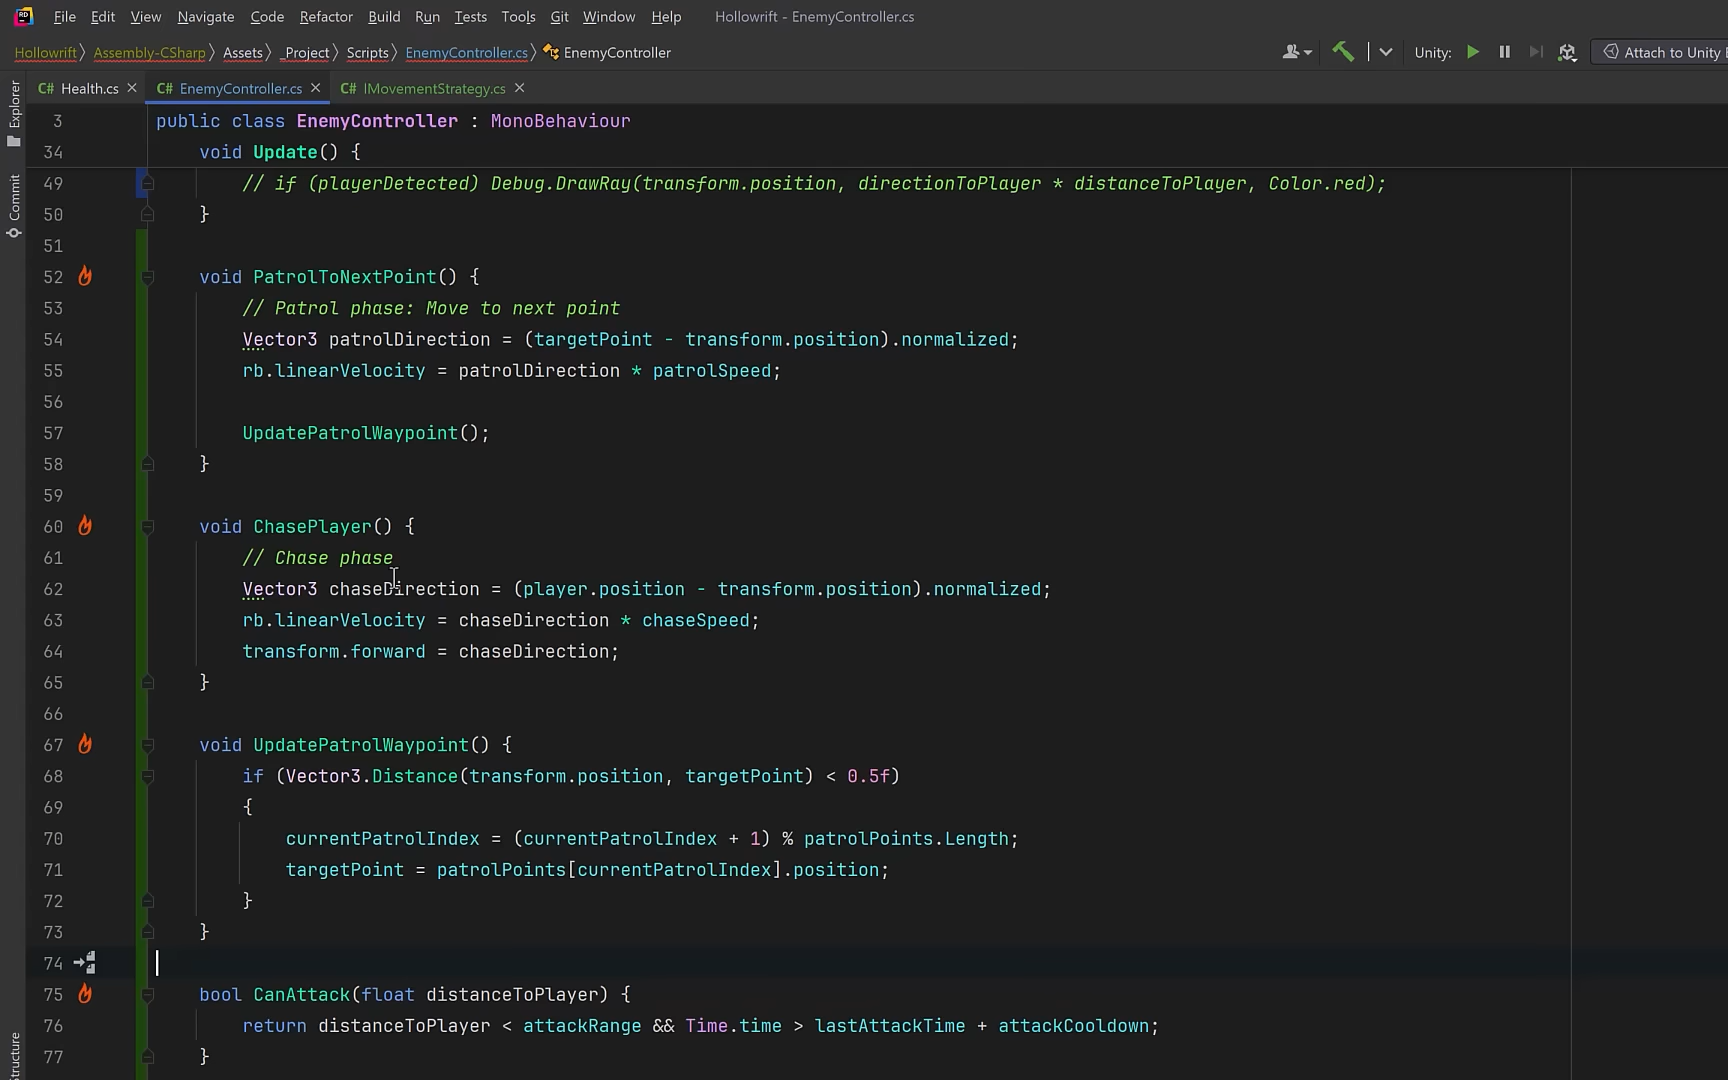 File Edit View Navigate Code Refactor Build Run Tests Tools Git Window Help Hollowrift - EnemyController.cs
Hollowrift Assembly-CSharp Assets _Project Scripts EnemyController.cs EnemyController Unity: Attach to Unity
C# Health.cs C# EnemyController.cs C# IMovementStrategy.cs
Explorer
Commit
Structure
3 public class EnemyController : MonoBehaviour
34 void Update() {
49 // if (playerDetected) Debug.DrawRay(transform.position, directionToPlayer * distanceToPlayer, Color.red);
50 }
51
52 void PatrolToNextPoint() {
53 // Patrol phase: Move to next point
54 Vector3 patrolDirection = (targetPoint - transform.position).normalized;
55 rb.linearVelocity = patrolDirection * patrolSpeed;
56
57 UpdatePatrolWaypoint();
58 }
59
60 void ChasePlayer() {
61 // Chase phase
62 Vector3 chaseDirection = (player.position - transform.position).normalized;
63 rb.linearVelocity = chaseDirection * chaseSpeed;
64 transform.forward = chaseDirection;
65 }
66
67 void UpdatePatrolWaypoint() {
68 if (Vector3.Distance(transform.position, targetPoint) < 0.5f)
69 {
70 currentPatrolIndex = (currentPatrolIndex + 1) % patrolPoints.Length;
71 targetPoint = patrolPoints[currentPatrolIndex].position;
72 }
73 }
74
75 bool CanAttack(float distanceToPlayer) {
76 return distanceToPlayer < attackRange && Time.time > lastAttackTime + attackCooldown;
77 }